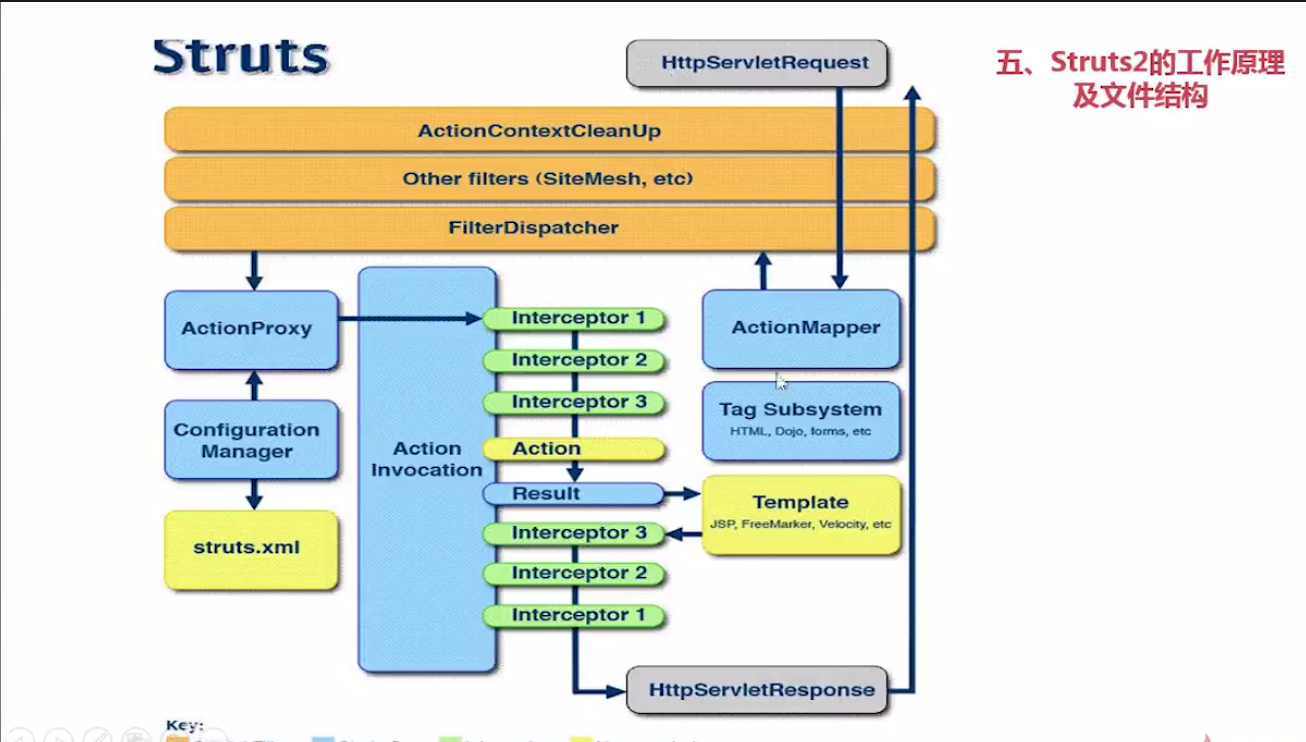 Struts
HttpServletRequest
五、Struts2的工作原理
及文件结构
ActionContextCleanUp
Other filters (SiteMesh, etc)
FilterDispatcher
ActionProxy
Interceptor 1
ActionMapper
Interceptor 2
Interceptor 3
Tag Subsystem
HTML, Dojo, forms, etc
Configuration
Manager
Action
Invocation
Action
Result
Template
JSP, FreeMarker, Velocity, etc
struts.xml
Interceptor 3
Interceptor 2
Interceptor 1
HttpServletResponse
Key: